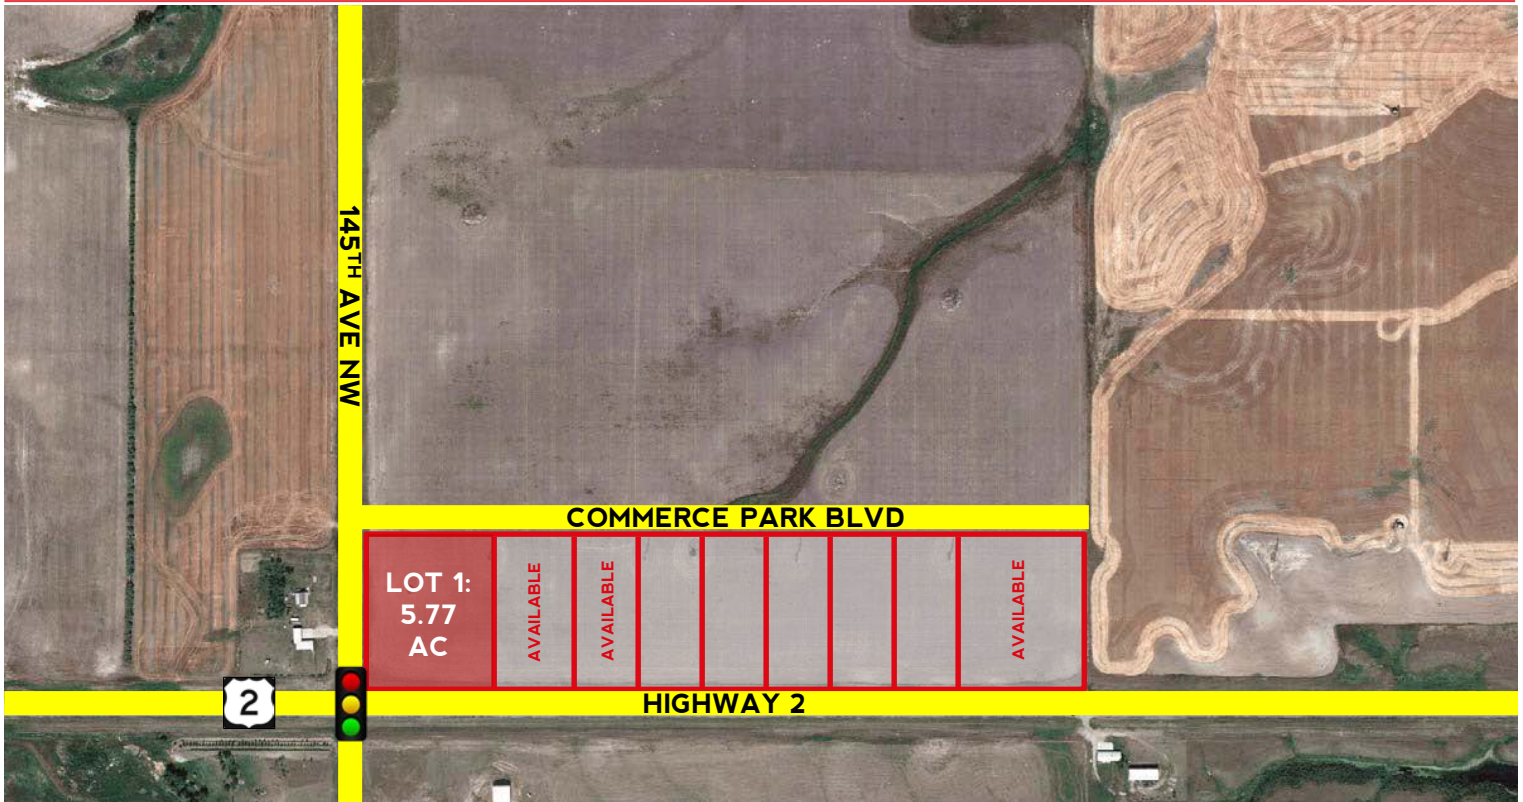 145TH AVE NW
COMMERCE PARK BLVD
LOT 1:
5.77
AC
AVAILABLE
AVAILABLE
AVAILABLE
2
HIGHWAY 2